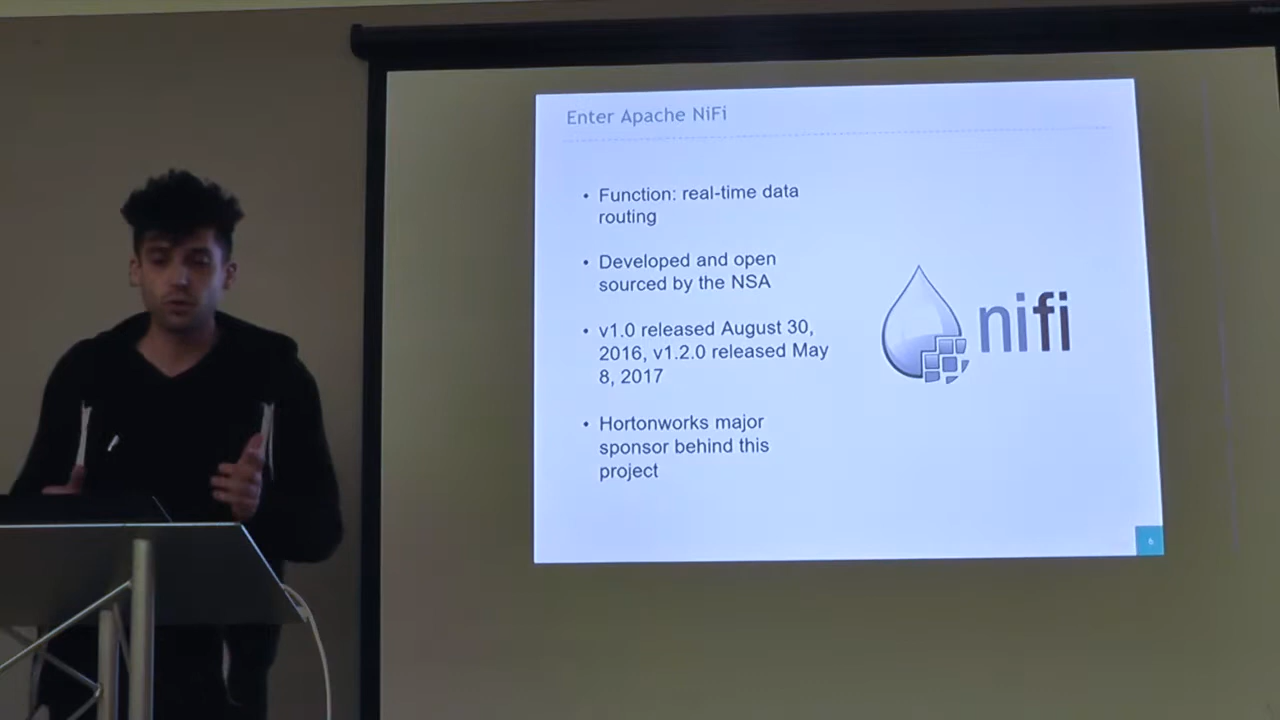 Enter Apache NiFi
• Function: real-time data
routing
• Developed and open
sourced by the NSA
• v1.0 released August 30,
2016, v1.2.0 released May
8, 2017
• Hortonworks major
sponsor behind this
project
nifi
6